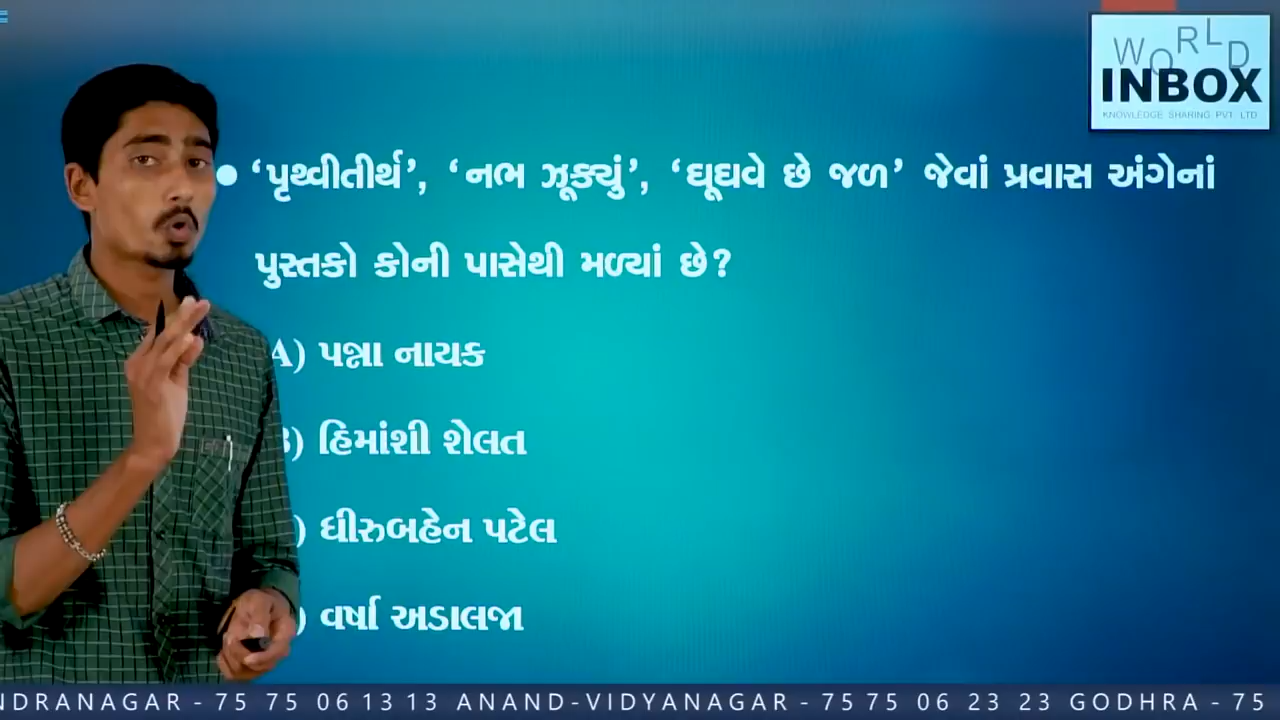 WORLD
INBOX
KNOWLEDGE SHARING PVT LTD
• ‘પૃથ્વીતીર્થ’, ‘નભ ઝૂક્યું’, ‘ઘૂઘવે છે જળ’ જેવાં પ્રવાસ અંગેનાં
પુસ્તકો કોની પાસેથી મળ્યાં છે?
A) પન્ના નાયક
B) હિમાંશી શેલત
) ધીરુબહેન પટેલ
) વર્ષા અડાલજા
NDRANAGAR - 75 75 06 13 13 ANAND-VIDYANAGAR - 75 75 06 23 23 GODHRA - 75